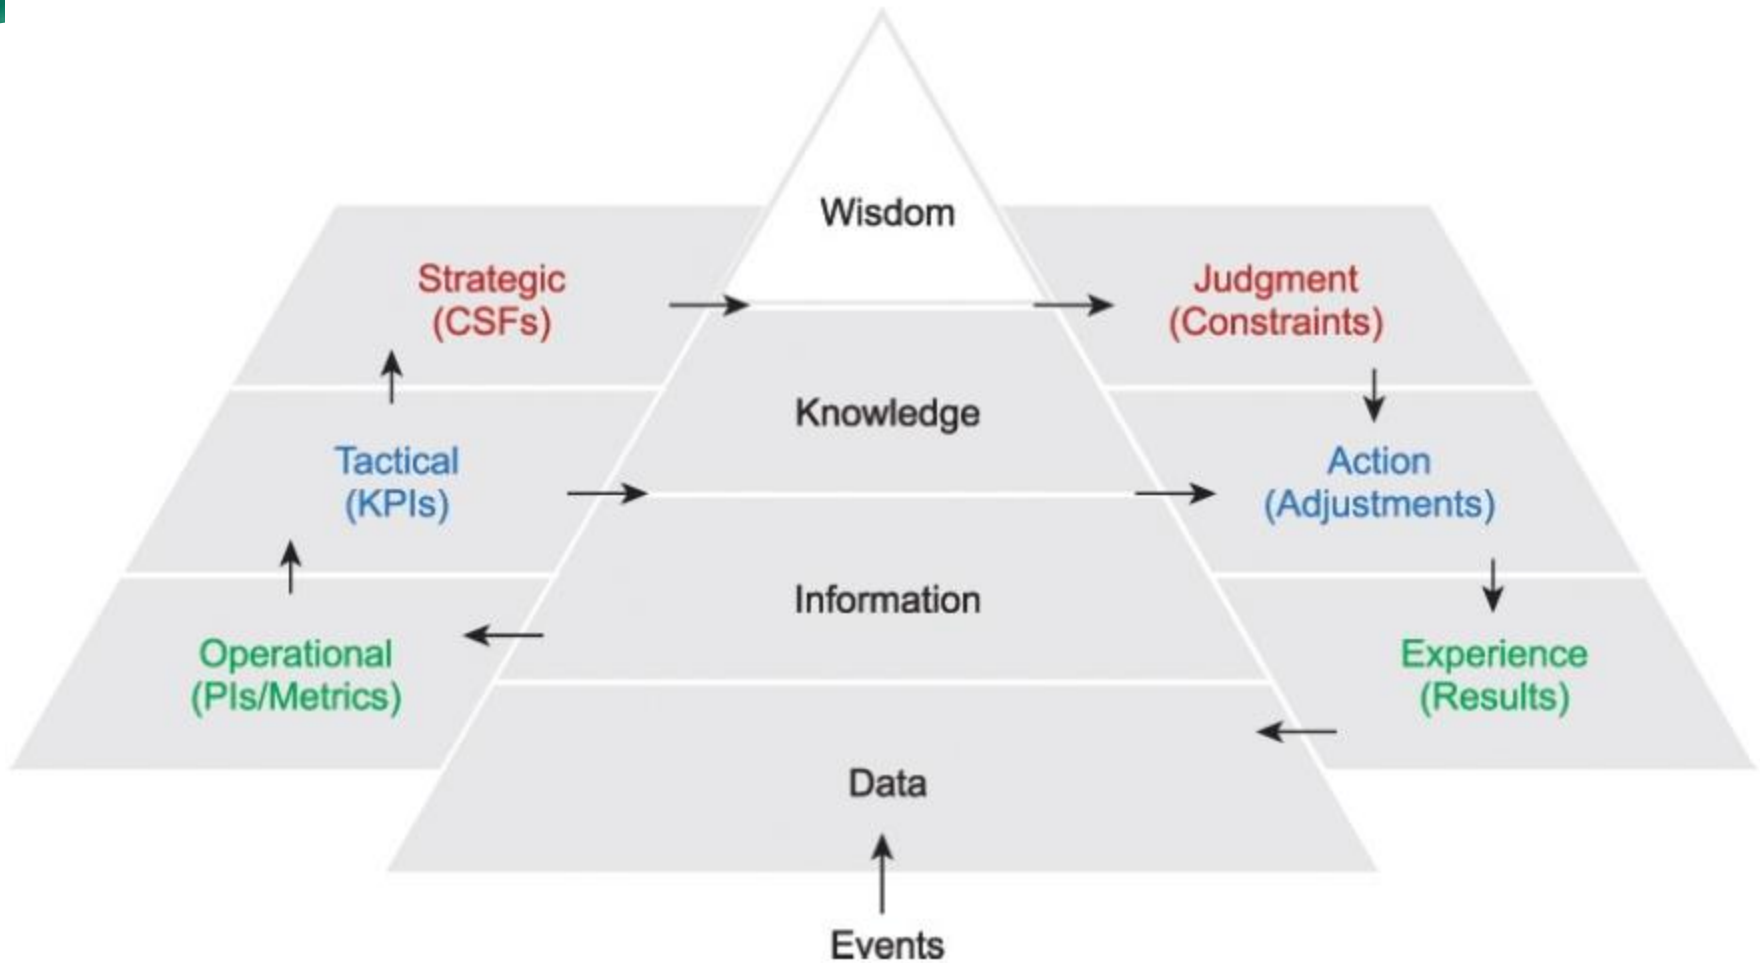 Wisdom
Strategic
(CSFs)
Judgment
(Constraints)
Knowledge
Tactical
(KPIs)
Action
(Adjustments)
Information
Operational
(PIs/Metrics)
Experience
(Results)
Data
Events